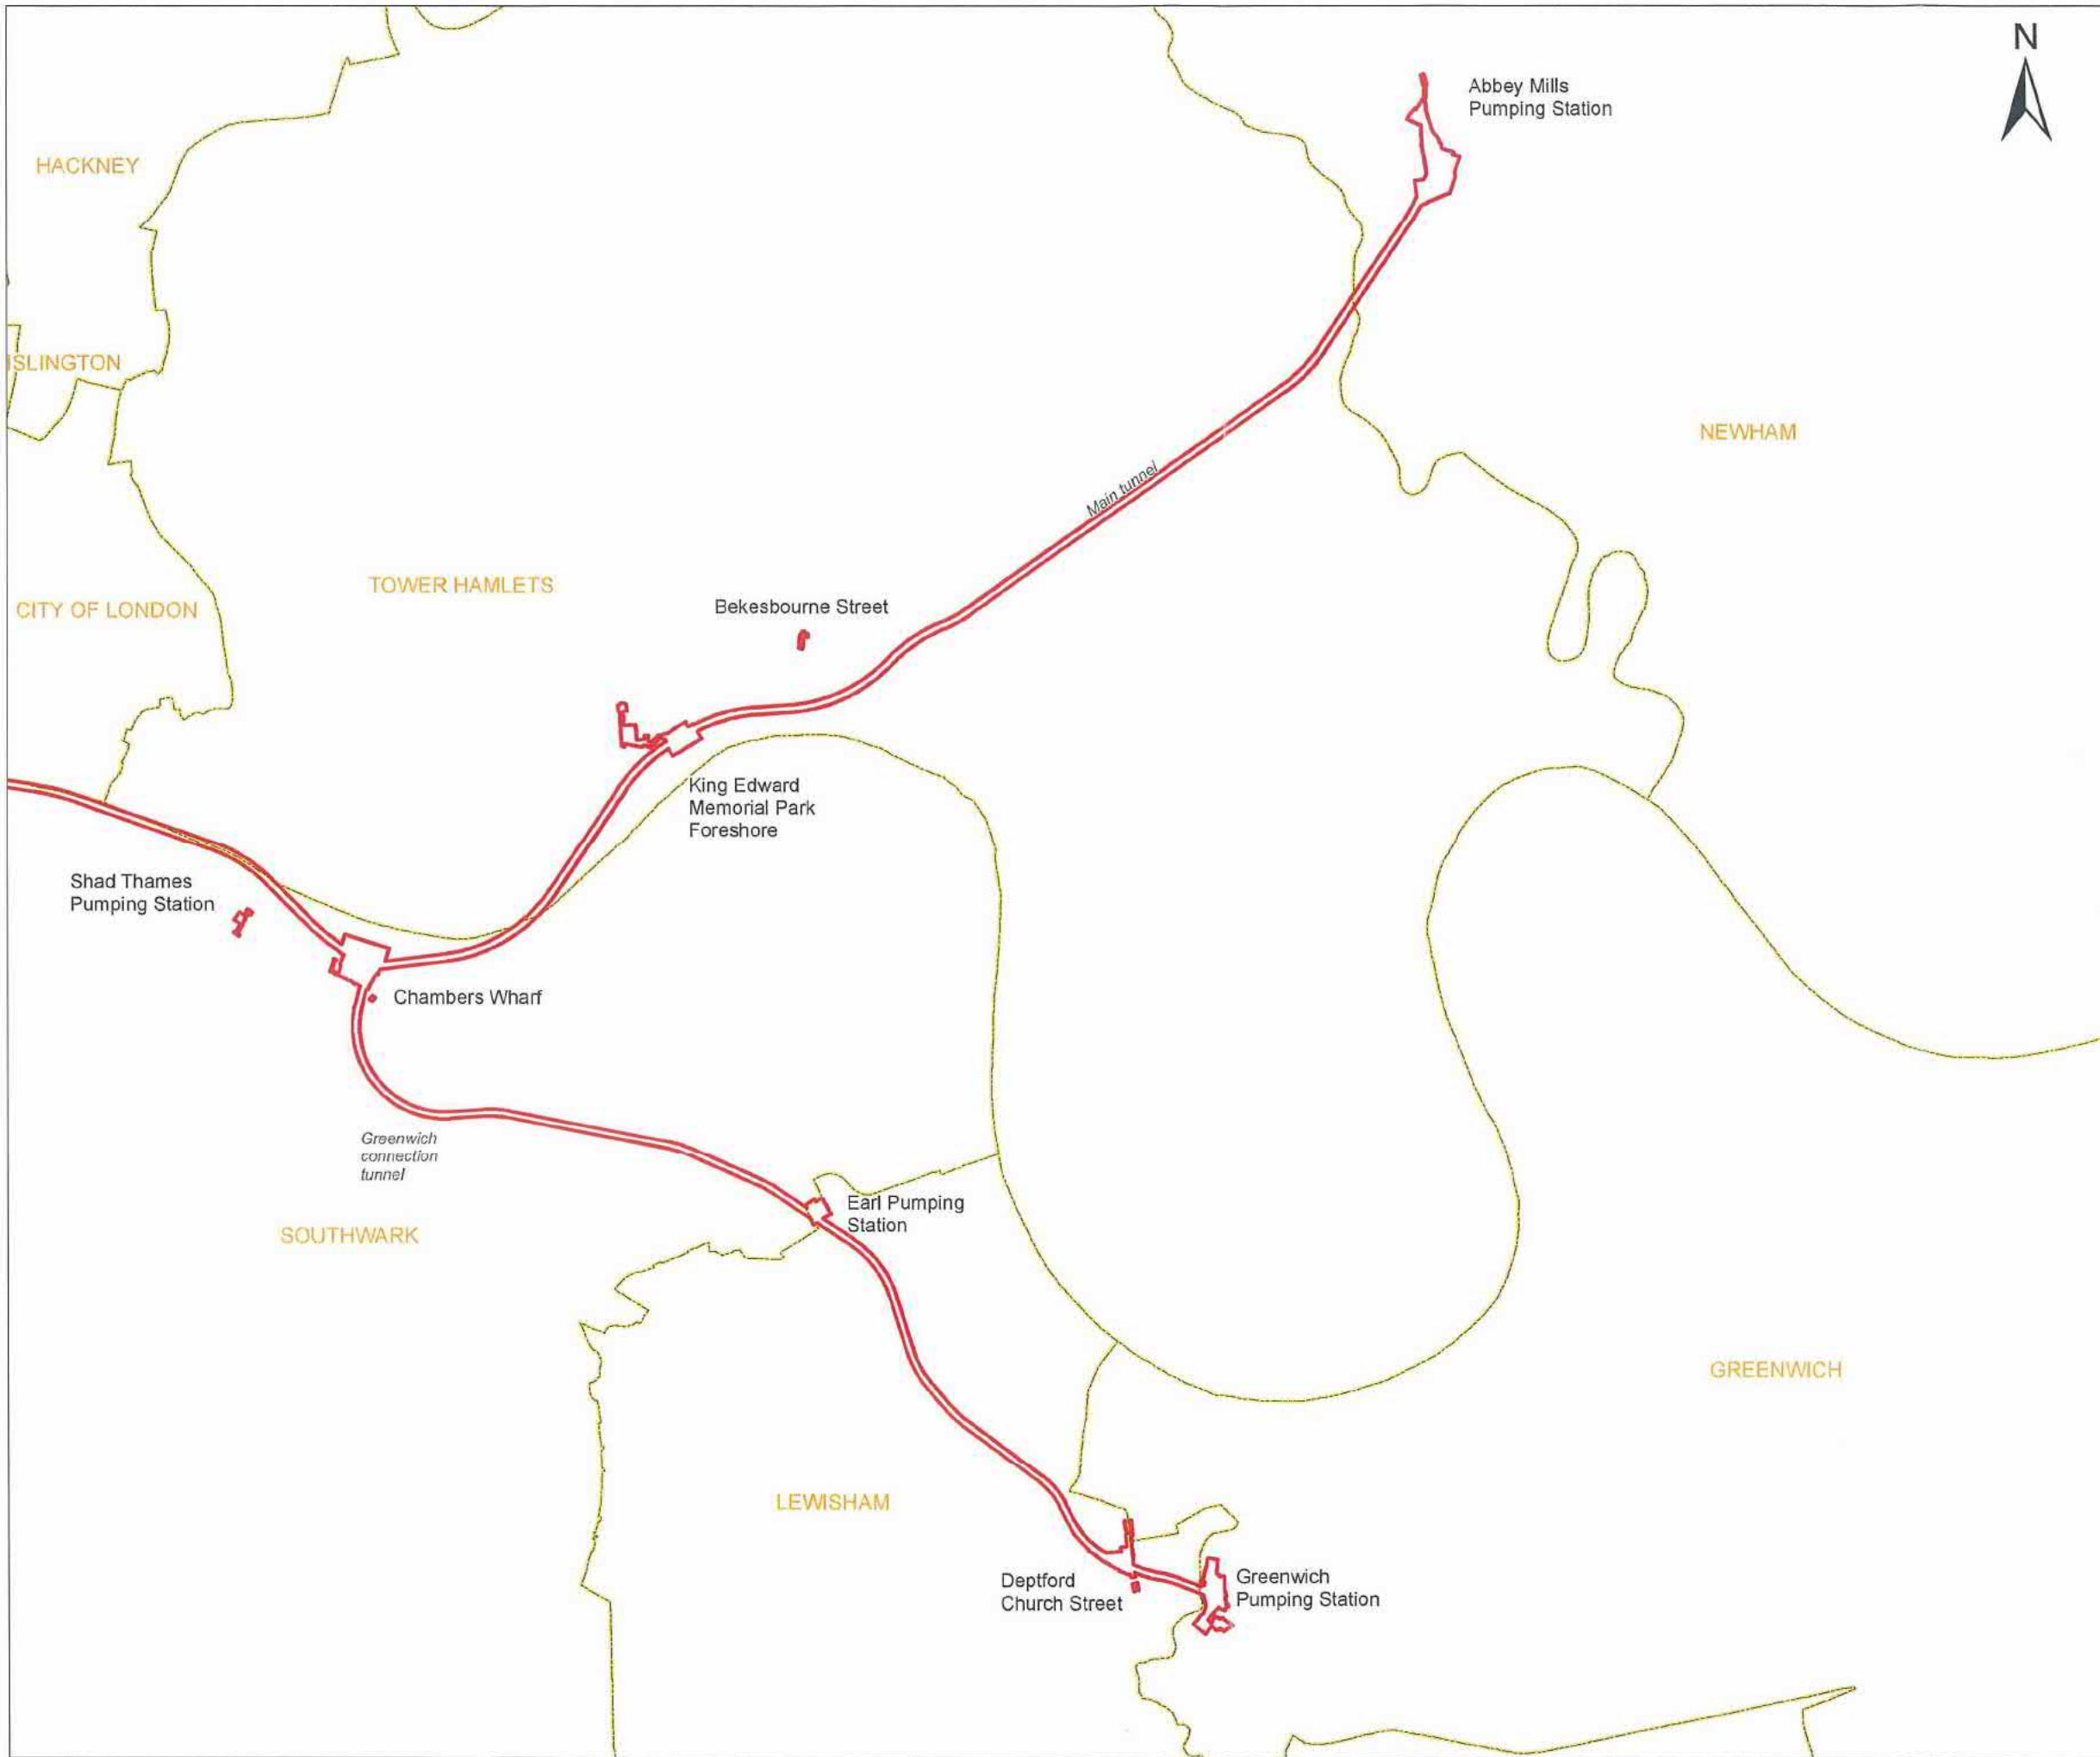 N
Abbey Mills
Pumping Station
HACKNEY
ISLINGTON
NEWHAM
Main tunnel
TOWER HAMLETS
CITY OF LONDON
Bekesbourne Street
King Edward
Memorial Park
Foreshore
Shad Thames
Pumping Station
Chambers Wharf
Greenwich
connection
tunnel
Earl Pumping
Station
SOUTHWARK
GREENWICH
LEWISHAM
Deptford
Church Street
Greenwich
Pumping Station